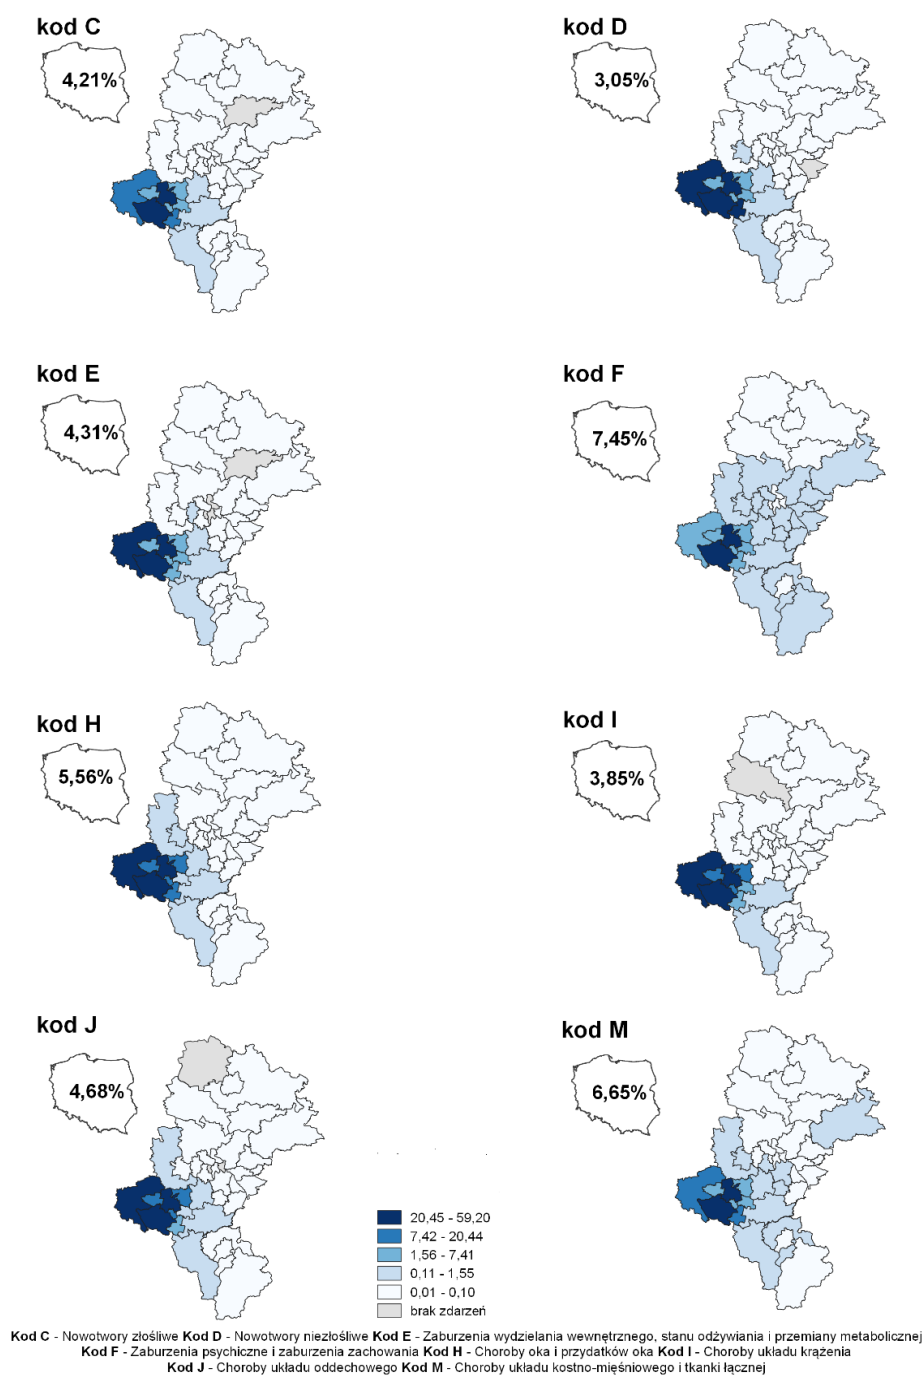 kod C
4,21%
kod D
3,05%
kod E
4,31%
kod F
7,45%
kod H
5,56%
kod I
3,85%
kod J
4,68%
kod M
6,65%
20,45 - 59,20
7,42 - 20,44
1,56 - 7,41
0,11 - 1,55
0,01 - 0,10
brak zdarzeń
Kod C - Nowotwory złośliwe Kod D - Nowotwory niezłośliwe Kod E - Zaburzenia wydzielania wewnętrznego, stanu odżywiania i przemiany metabolicznej
Kod F - Zaburzenia psychiczne i zaburzenia zachowania Kod H - Choroby oka i przydatków oka Kod I - Choroby układu krążenia
Kod J - Choroby układu oddechowego Kod M - Choroby układu kostno-mięśniowego i tkanki łącznej